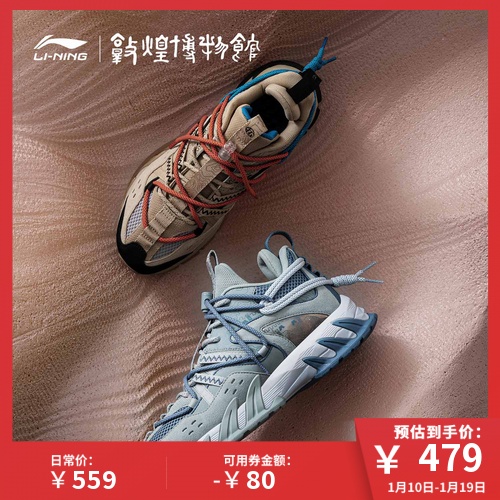 LI-NING 敦煌博物館
日常价：
￥559
可用券金额：
-￥80
预估到手价：
￥ 479
1月10日-1月19日